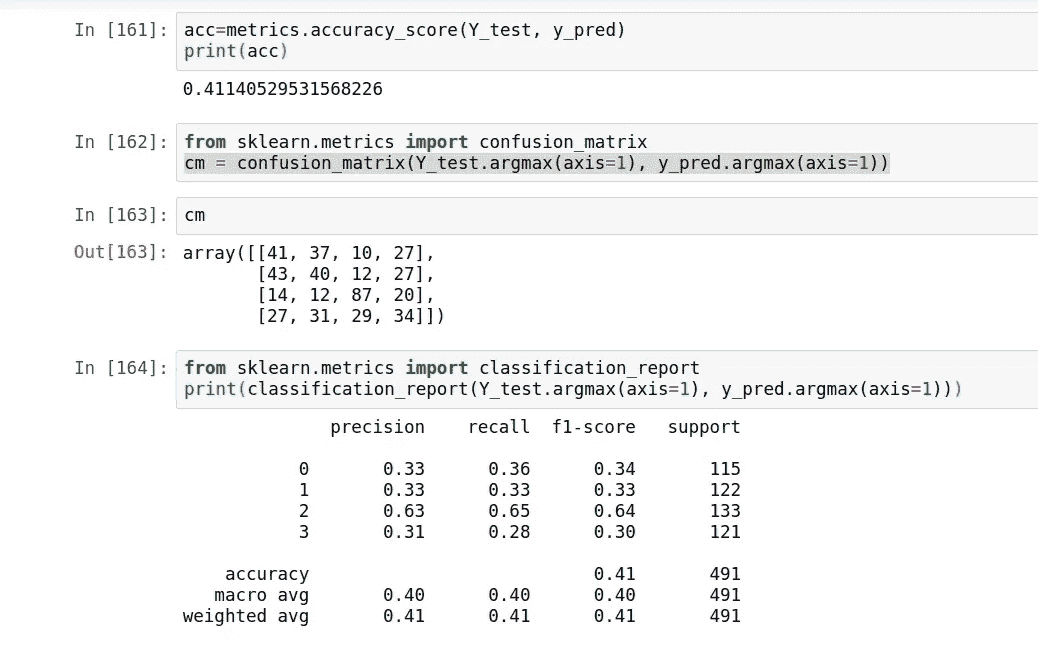 In [161]: acc=metrics.accuracy_score(Y_test, y_pred)
print(acc)
0.41140529531568226
In [162]: from sklearn.metrics import confusion_matrix
cm = confusion_matrix(Y_test.argmax(axis=1), y_pred.argmax(axis=1))
In [163]: cm
Out[163]: array([[41, 37, 10, 27],
[43, 40, 12, 27],
[14, 12, 87, 20],
[27, 31, 29, 34]])
In [164]: from sklearn.metrics import classification_report
print(classification_report(Y_test.argmax(axis=1), y_pred.argmax(axis=1)))
precision recall f1-score support
0 0.33 0.36 0.34 115
1 0.33 0.33 0.33 122
2 0.63 0.65 0.64 133
3 0.31 0.28 0.30 121
accuracy 0.41 491
macro avg 0.40 0.40 0.40 491
weighted avg 0.41 0.41 0.41 491